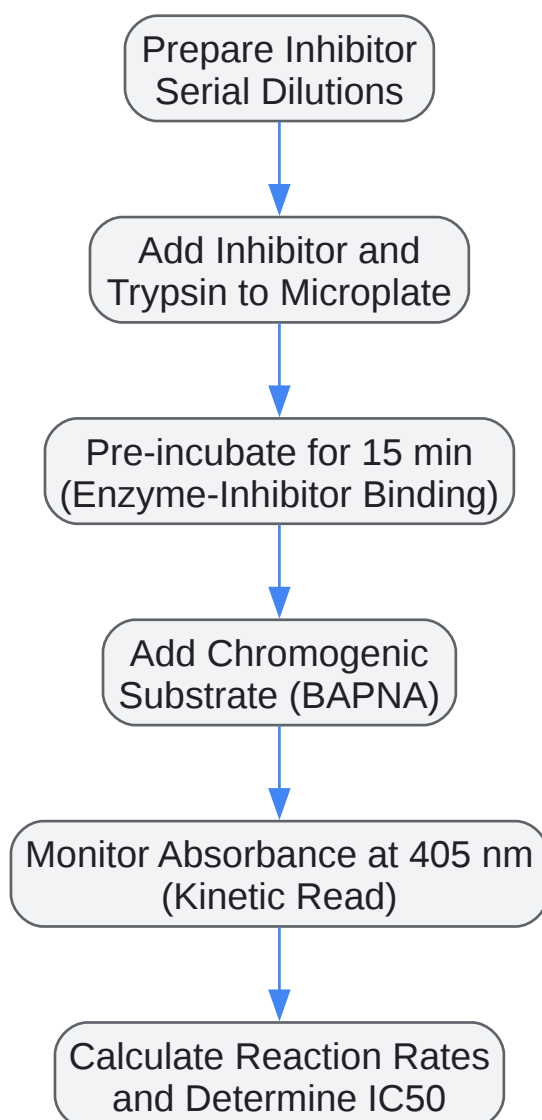 Prepare Inhibitor
Serial Dilutions
Add Inhibitor and
Trypsin to Microplate
Pre-incubate for 15 min
(Enzyme-Inhibitor Binding)
Add Chromogenic
Substrate (BAPNA)
Monitor Absorbance at 405 nm
(Kinetic Read)
Calculate Reaction Rates
and Determine IC50